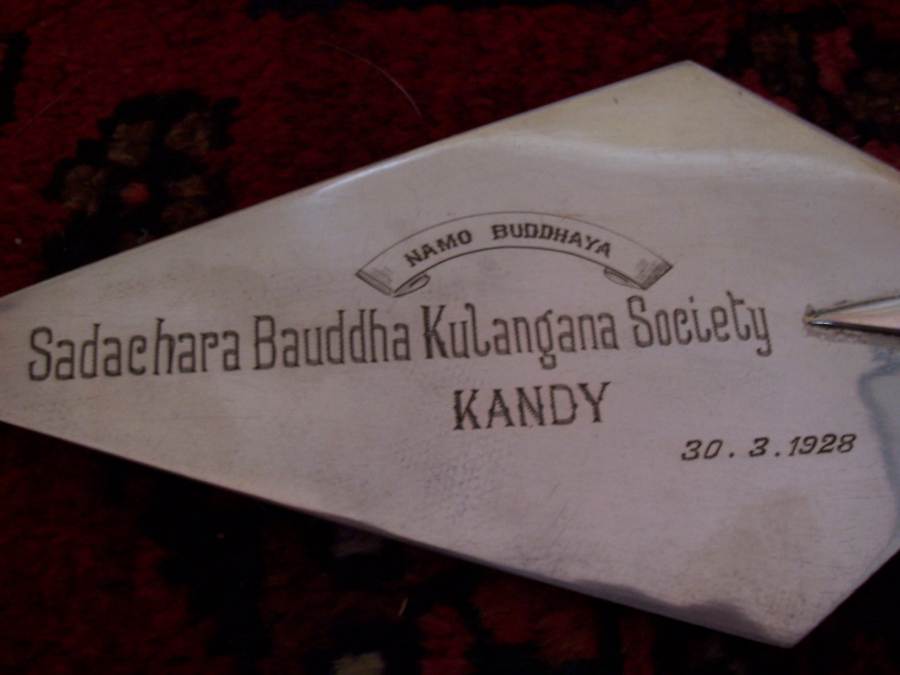 NAMO BUDDHAYA
Sadachara Bauddha Kulangana Society
KANDY
30.3.1928